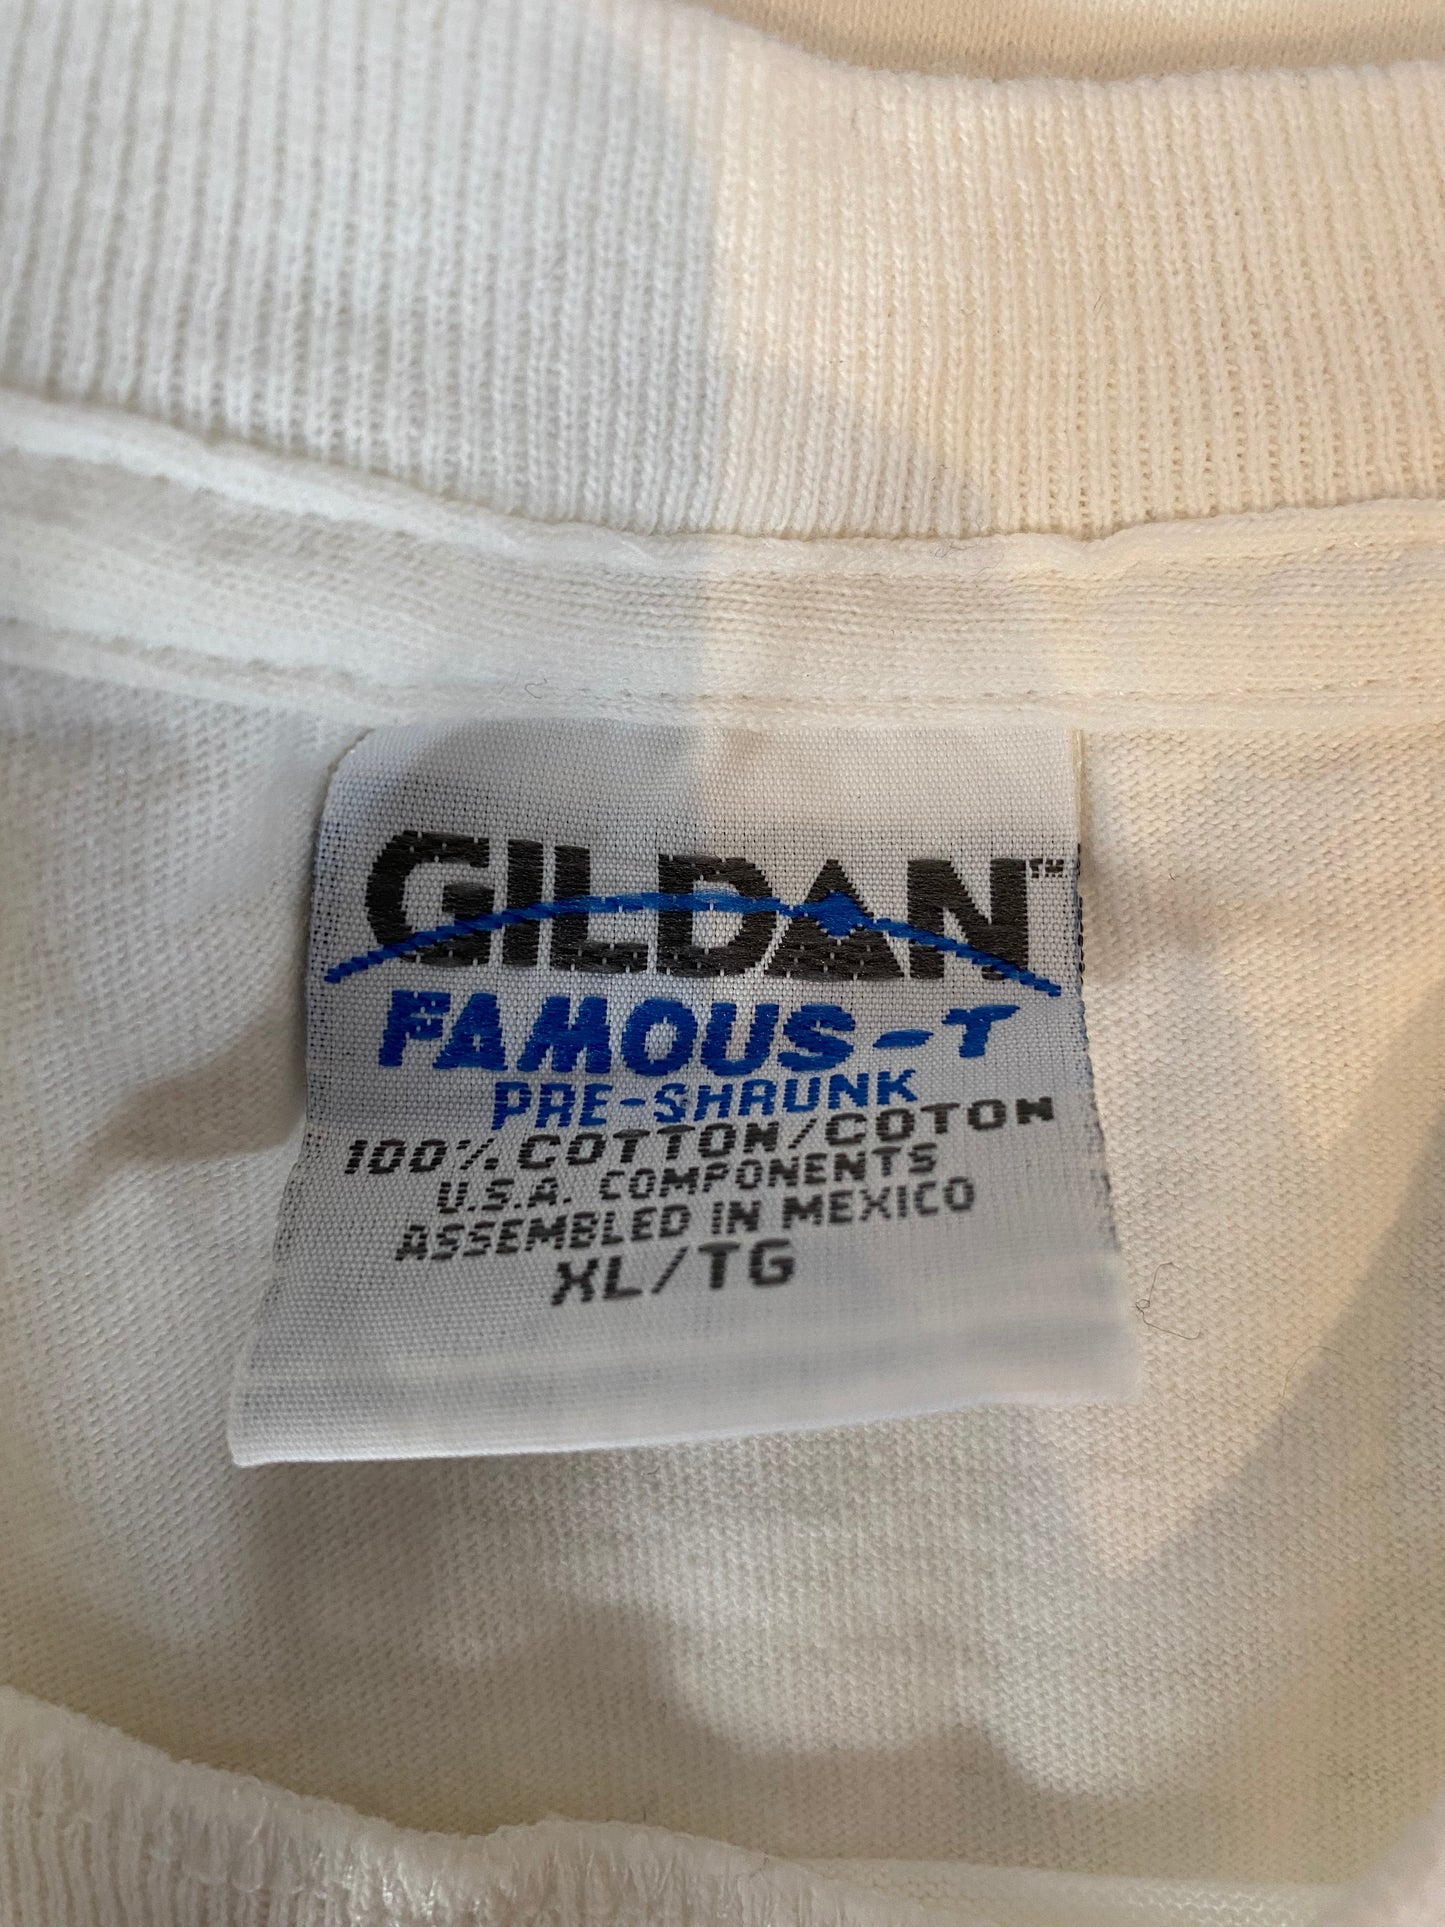 GILDAN™
FAMOUS-T
PRE-SHRUNK
100% COTTON/COTON
U.S.A. COMPONENTS
ASSEMBLED IN MEXICO
XL/TG